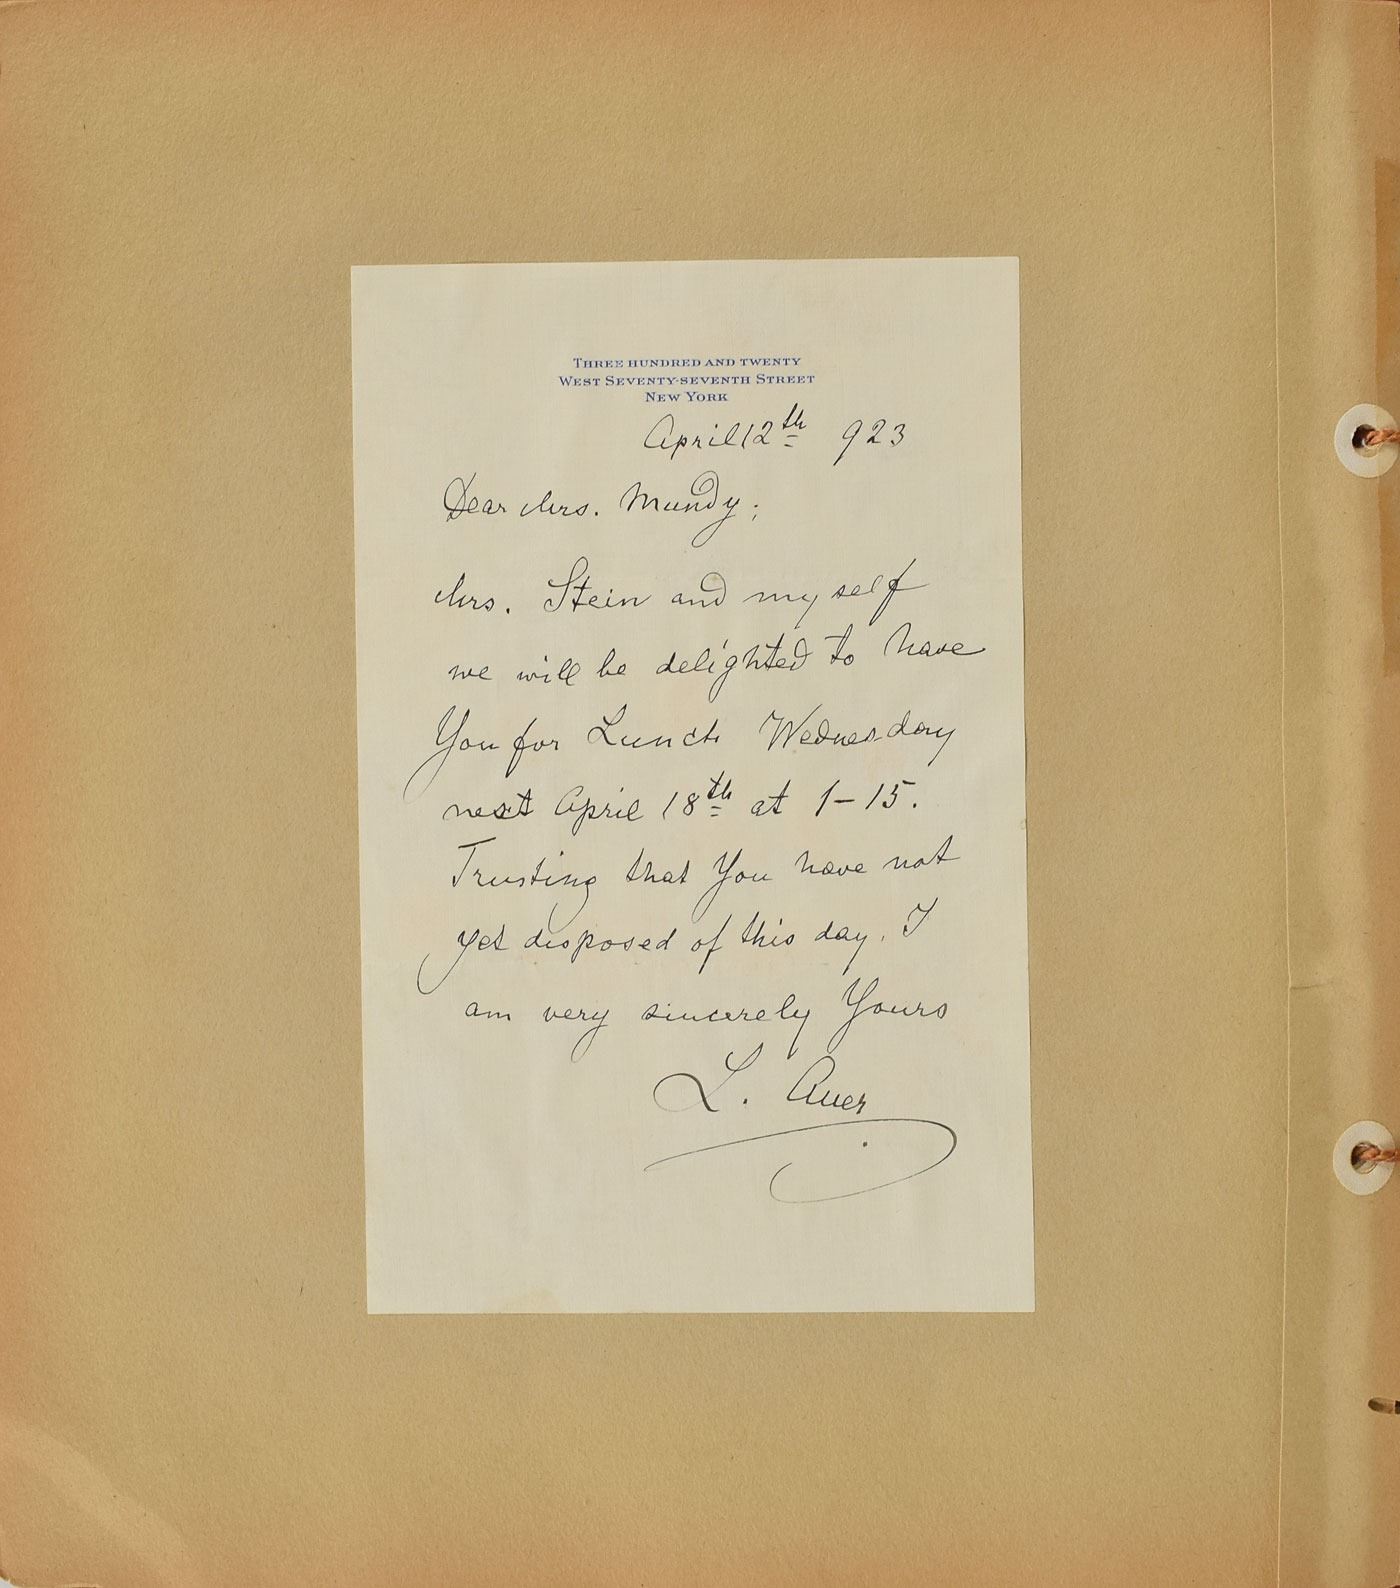 THREE HUNDRED AND TWENTY
WEST SEVENTY-SEVENTH STREET
NEW YORK
April 12th 923
Dear Mrs. Mundy;
Mrs. Stein and my self
we will be delighted to have
You for Lunch Wednesday
next April 18th at 1-15.
Trusting that You have not
yet disposed of this day. I
am very sincerely Yours
L. Auer